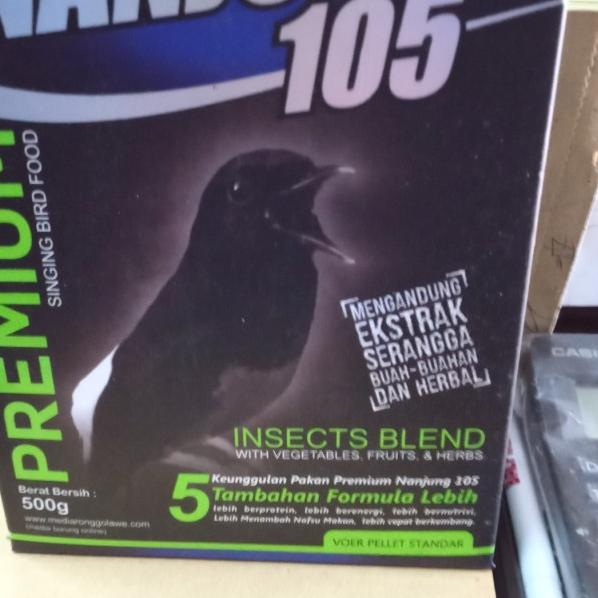 105
PREMIUM
SINGING BIRD FOOD
MENGANDUNG
EKSTRAK
SERANGGA
BUAH-BUAHAN
DAN HERBAL
INSECTS BLEND
WITH VEGETABLES, FRUITS, & HERBS
Berat Bersih :
500g
www.mediaronggolawe.com
5 Keunggulan Pakan Premium Nanjung 105
Tambahan Formula Lebih
lebih berprotein, lebih berenergi, lebih bernutrisi,
Lebih Menambah Nafsu Makan, lebih cepat berkembang.
VOER PELLET STANDAR